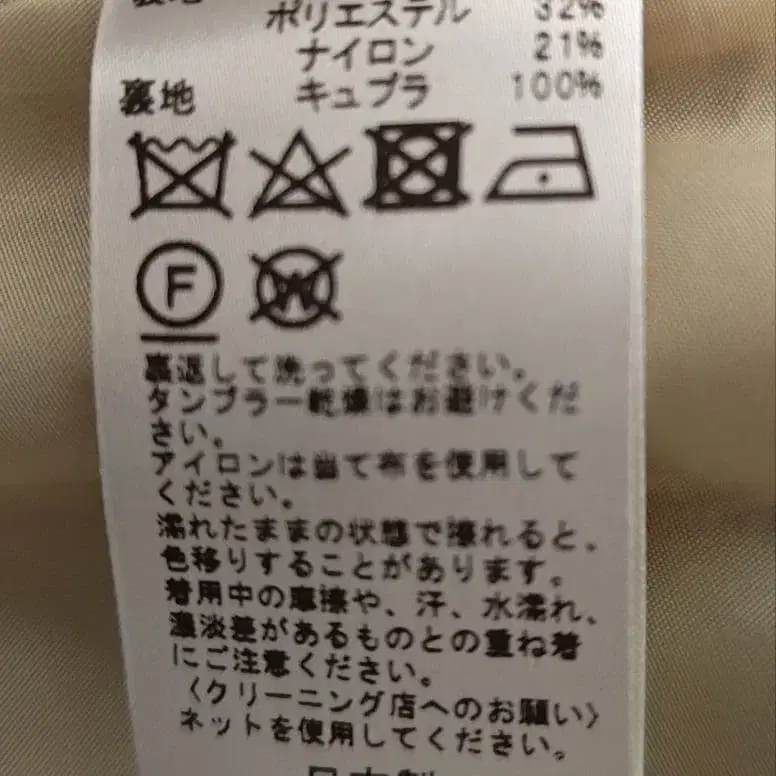 ポリエステル 32%
ナイロン 21%
裏地 キュプラ 100%
F W
裏返して洗ってください。
タンブラー乾燥はお避けくだ
さい。
アイロンは当て布を使用して
ください。
濡れたままの状態で擦れると、
色移りすることがあります。
着用中の摩擦や、汗、水濡れ、
濃淡差があるものとの重ね着
にご注意ください。
〈クリーニング店へのお願い〉
ネットを使用してください。